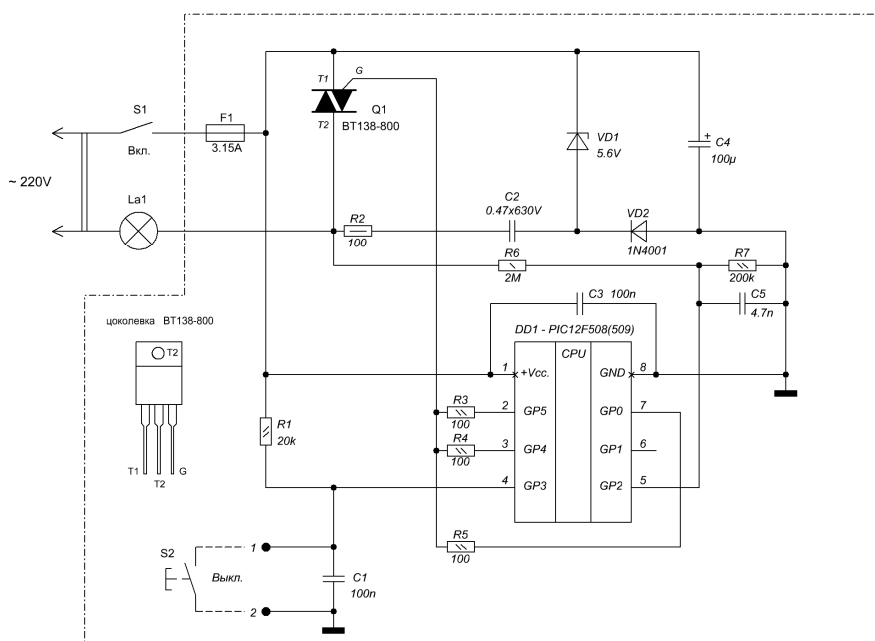 T1
G
Q1
T2
BT138-800
S1
F1
Вкл.
3.15A
VD1
5.6V
+
C4
100µ
~ 220V
La1
C2
0.47x630V
R2
100
VD2
1N4001
R6
2M
R7
200k
C3 100n
C5
4.7n
цоколевка BT138-800
DD1 - PIC12F508(509)
T2
CPU
1
+Vcc.
GND
8
R3
2
GP5
GP0
7
100
R1
20k
R4
3
GP4
GP1
6
100
T1
G
T2
4
GP3
GP2
5
R5
100
S2
1
Выкл.
C1
100n
2